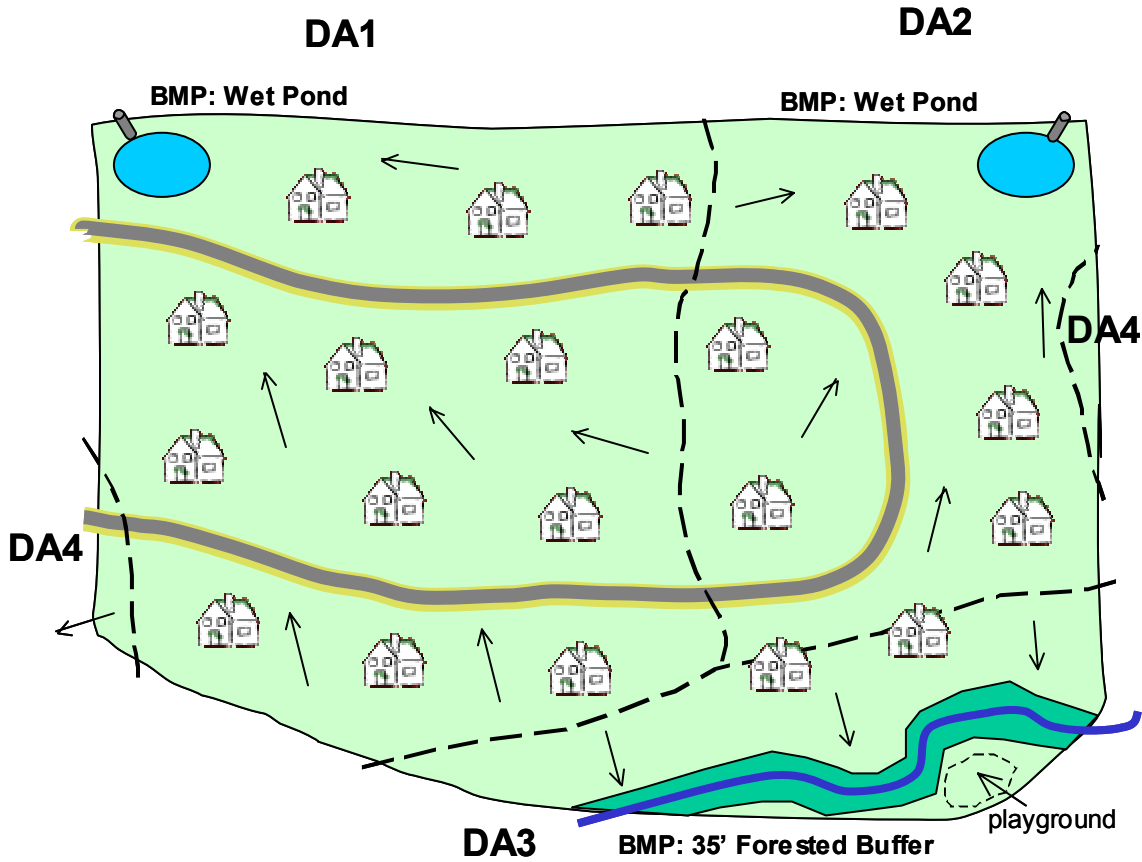 DA1
DA2
BMP: Wet Pond
BMP: Wet Pond
DA4
DA4
playground
DA3
BMP: 35’ Forested Buffer